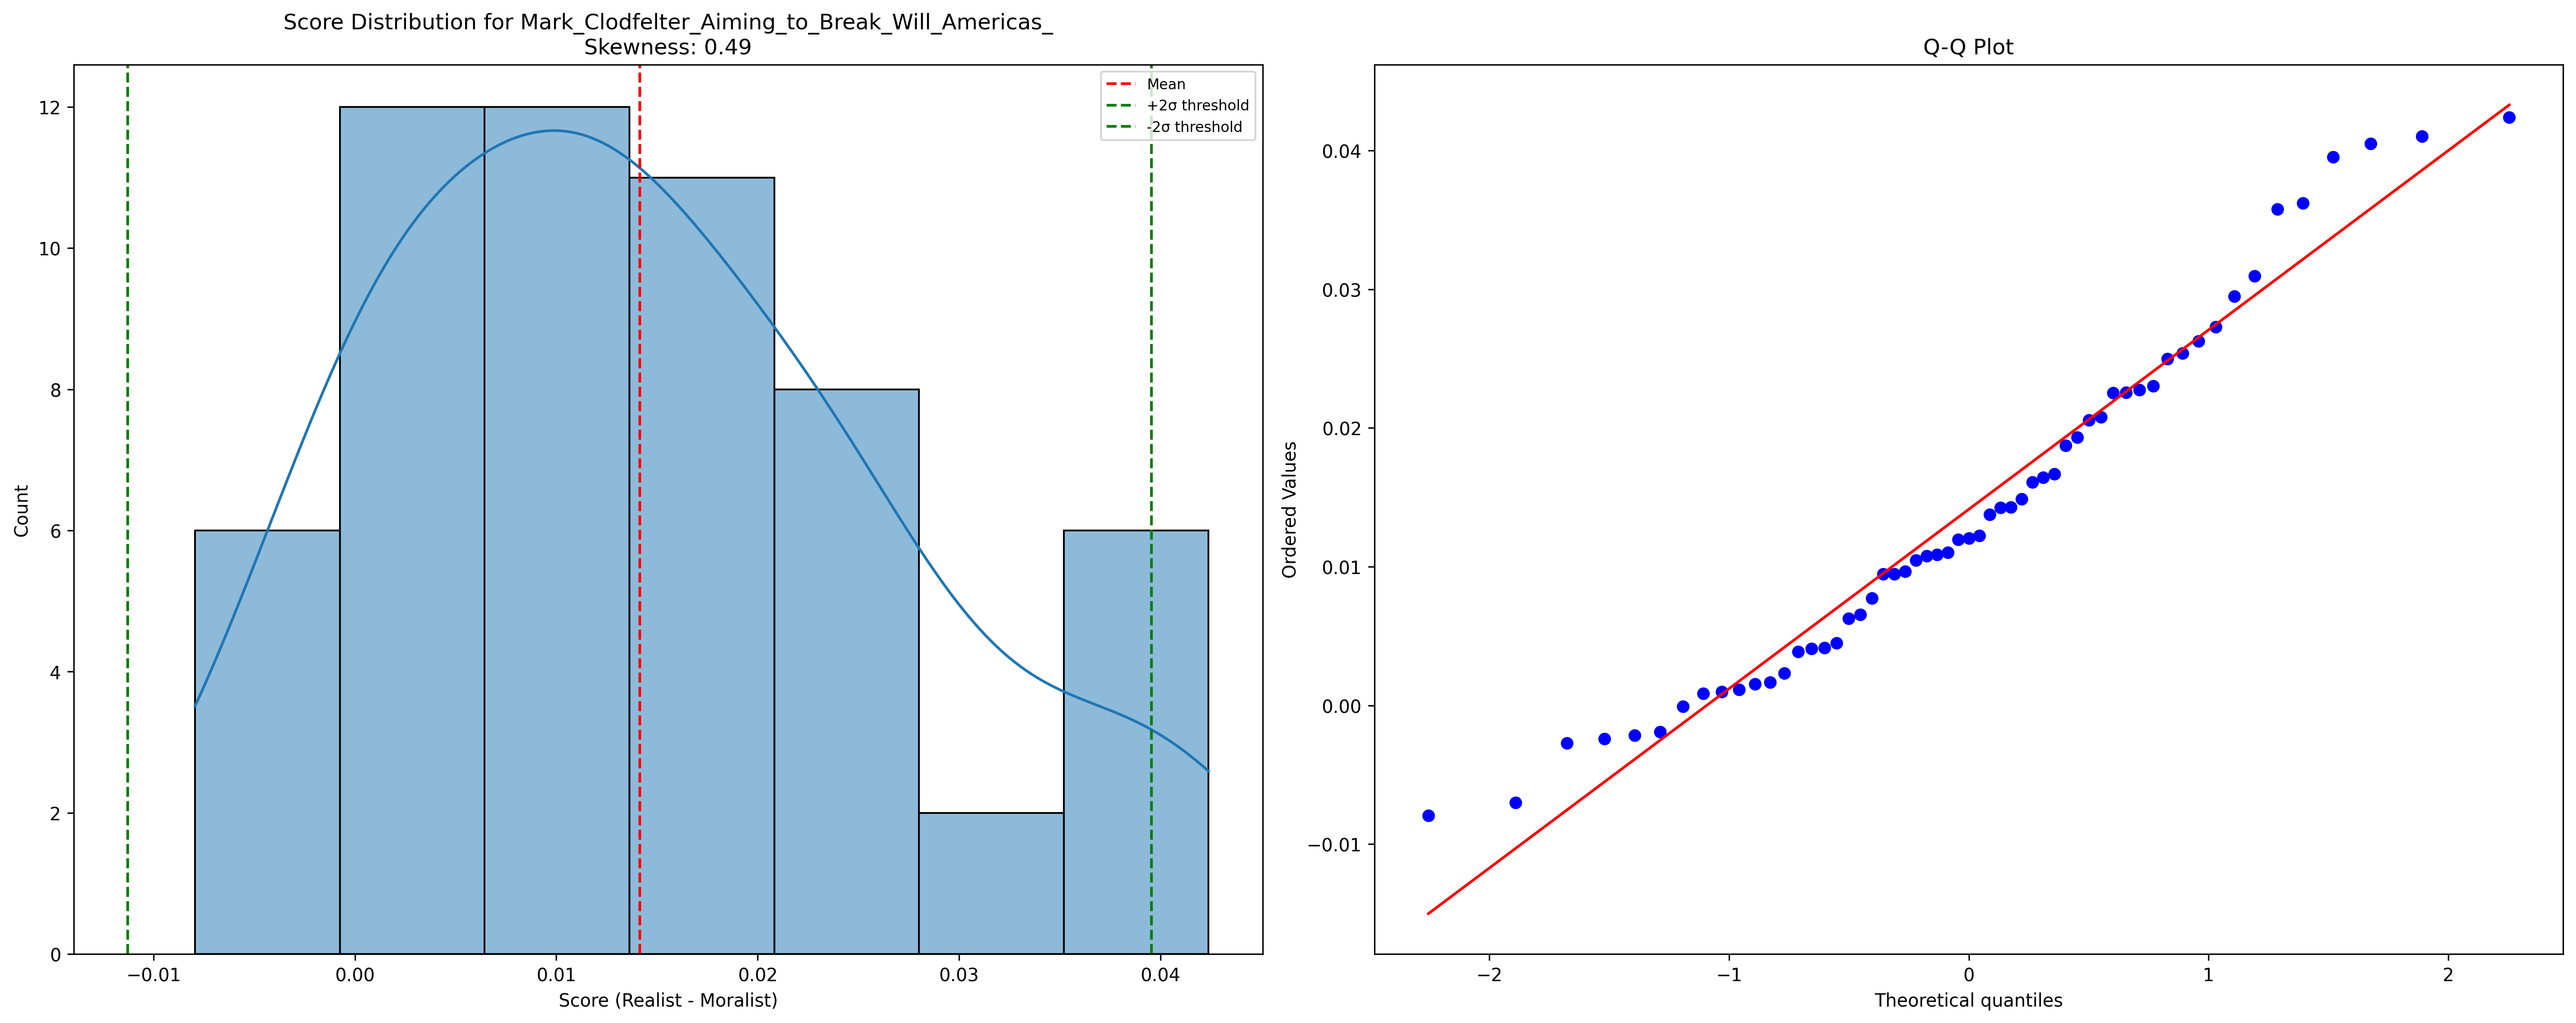 Score Distribution for Mark_Clodfelter_Aiming_to_Break_Will_Americas_
Skewness: 0.49
Mean
+2σ threshold
-2σ threshold
12
10
8
6
4
2
0
Count
−0.01
0.00
0.01
0.02
0.03
0.04
Score (Realist - Moralist)
Q-Q Plot
0.04
0.03
0.02
0.01
0.00
−0.01
Ordered Values
−2
−1
0
1
2
Theoretical quantiles